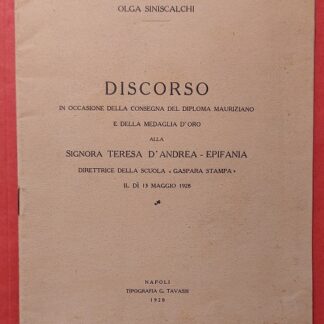 OLGA SINISCALCHI
DISCORSO
IN OCCASIONE DELLA CONSEGNA DEL DIPLOMA MAURIZIANO
E DELLA MEDAGLIA D'ORO
ALLA
SIGNORA TERESA D'ANDREA - EPIFANIA
DIRETTRICE DELLA SCUOLA « GASPARA STAMPA »
IL DÌ 13 MAGGIO 1928
NAPOLI
TIPOGRAFIA G. TAVASSI
1928